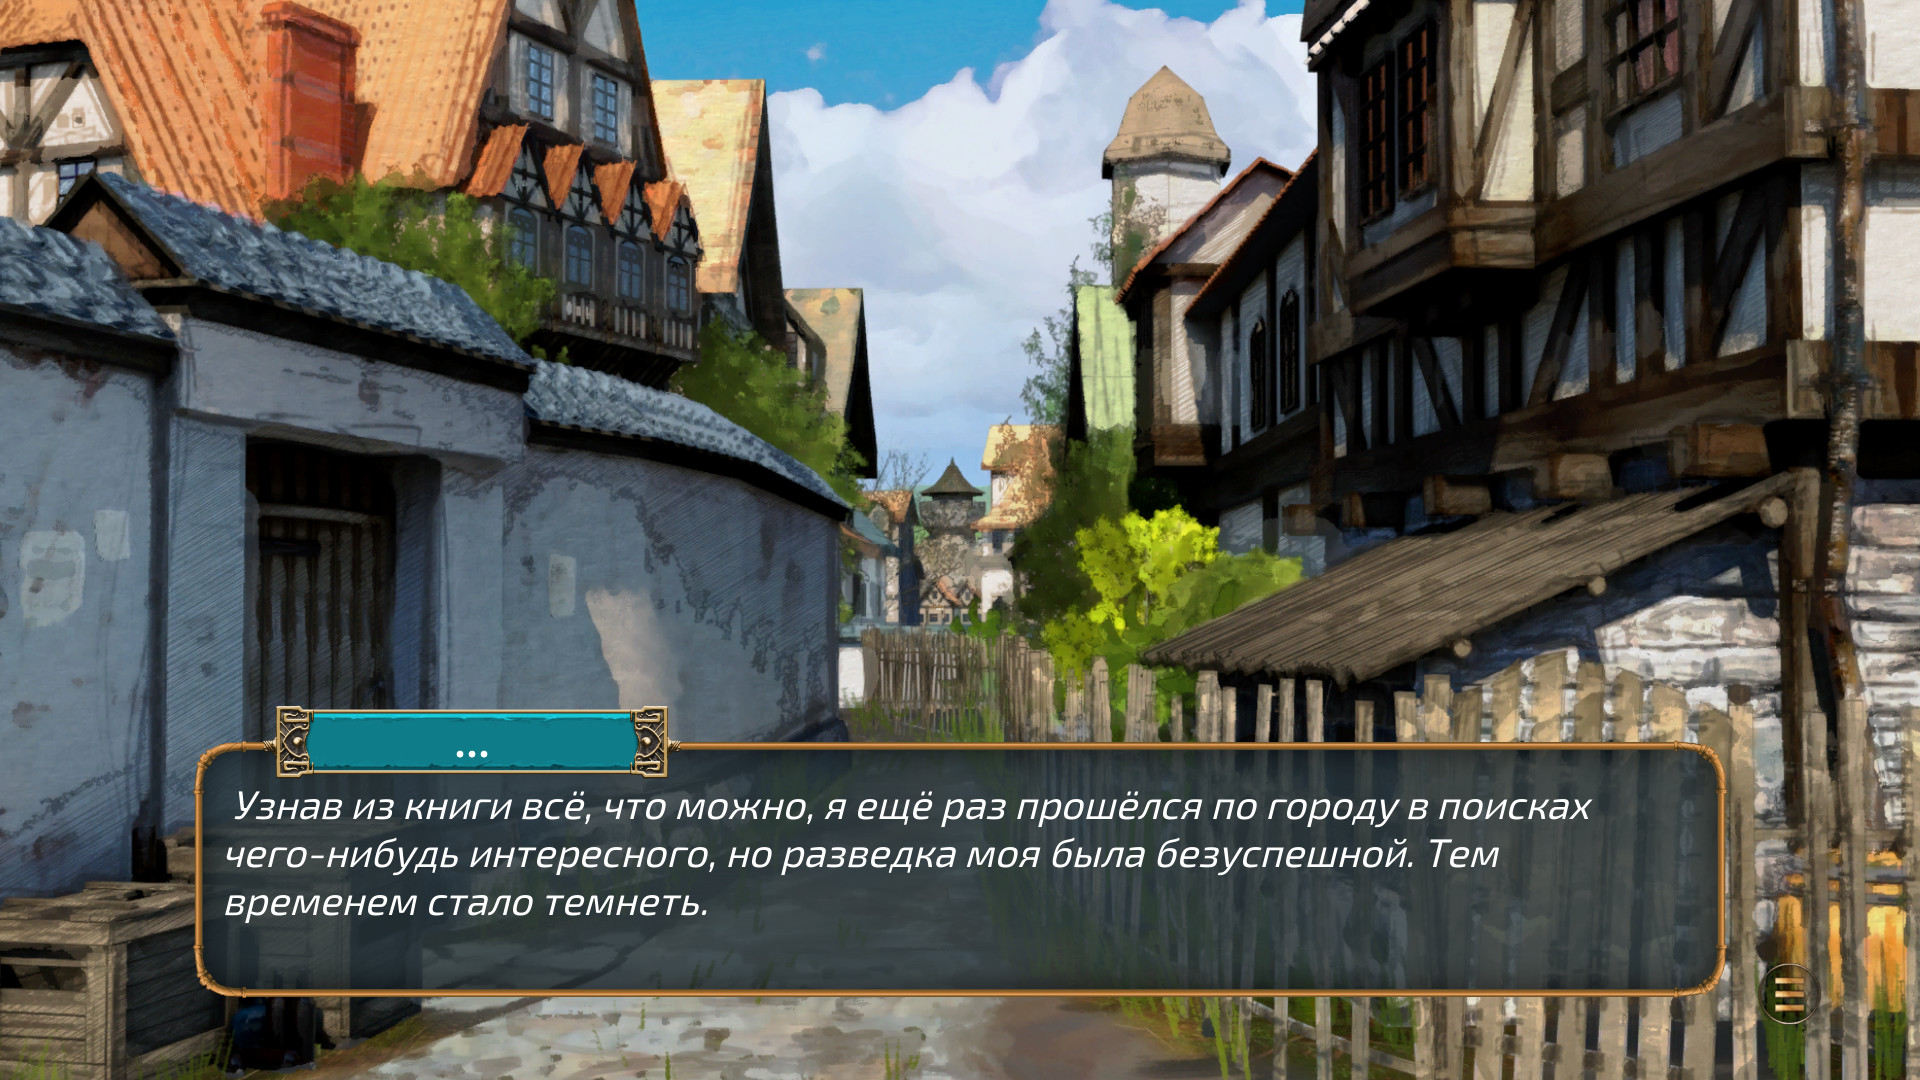 ...
Узнав из книги всё, что можно, я ещё раз прошёлся по городу в поисках
чего-нибудь интересного, но разведка моя была безуспешной. Тем
временем стало темнеть.